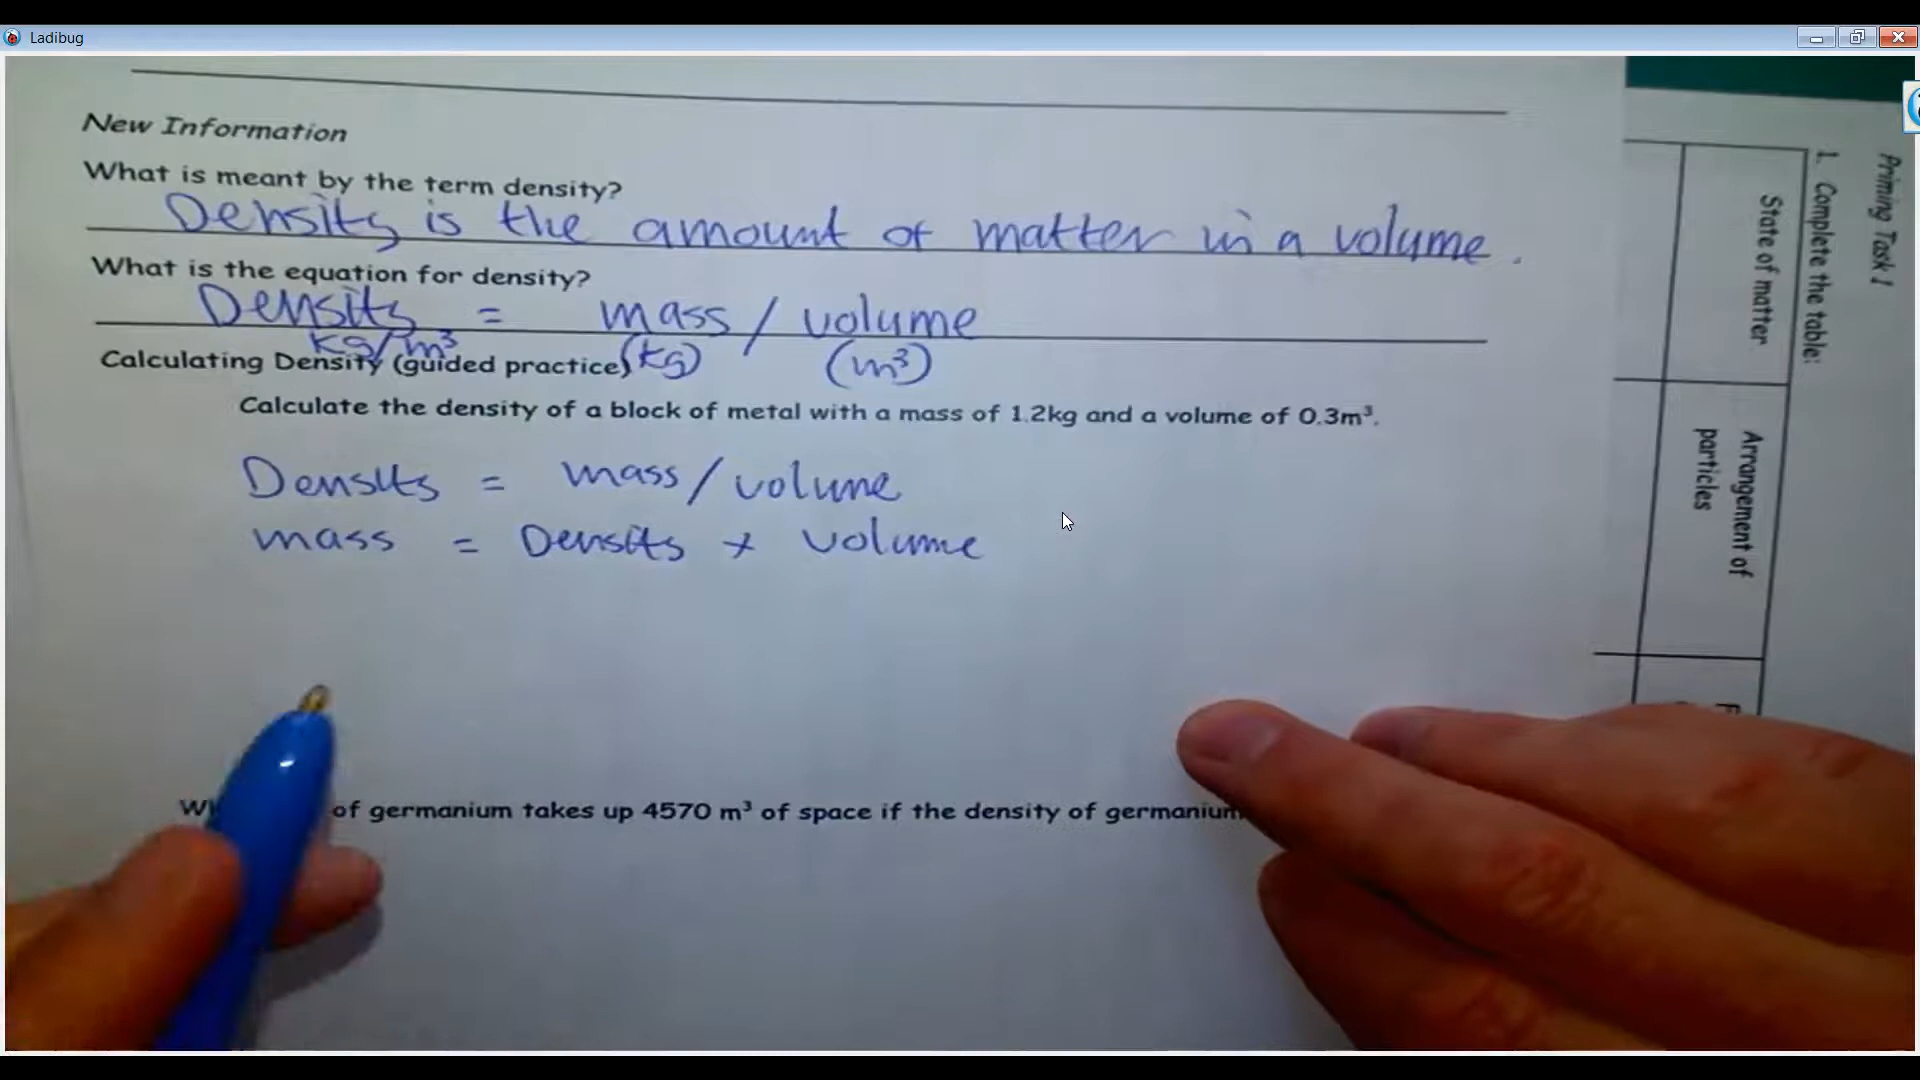 Ladibug
New Information
What is meant by the term density?
Density is the amount of matter in a volume.
What is the equation for density?
Density = mass / volume
kg/m³ (kg) (m³)
Calculating Density (guided practice)
Calculate the density of a block of metal with a mass of 1.2kg and a volume of 0.3m³.
Density = mass / volume
mass = Density × volume
of germanium takes up 4570 m³ of space if the density of germanium
Priming Task 1
1. Complete the table:
State of matter
Arrangement of
particles